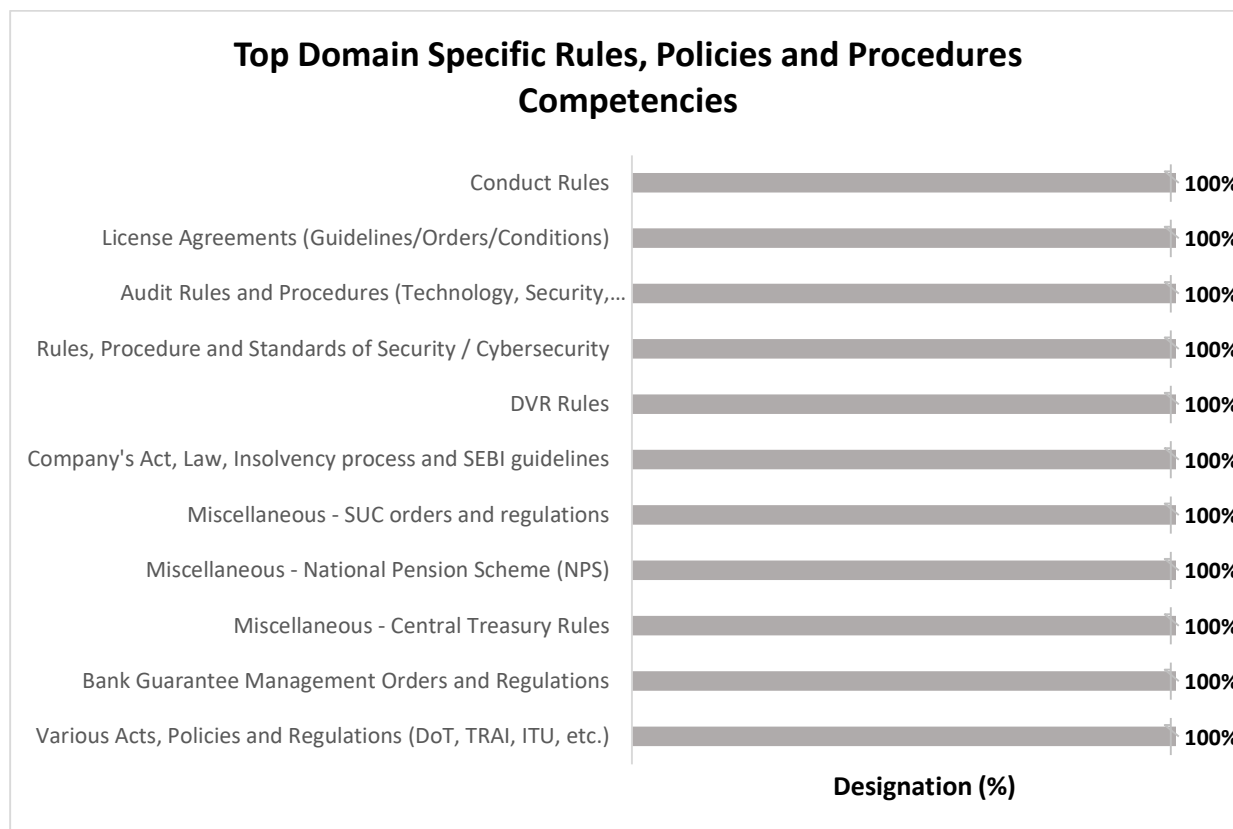 Top Domain Specific Rules, Policies and Procedures
Competencies
Conduct Rules 100%
License Agreements (Guidelines/Orders/Conditions) 100%
Audit Rules and Procedures (Technology, Security,... 100%
Rules, Procedure and Standards of Security / Cybersecurity 100%
DVR Rules 100%
Company's Act, Law, Insolvency process and SEBI guidelines 100%
Miscellaneous - SUC orders and regulations 100%
Miscellaneous - National Pension Scheme (NPS) 100%
Miscellaneous - Central Treasury Rules 100%
Bank Guarantee Management Orders and Regulations 100%
Various Acts, Policies and Regulations (DoT, TRAI, ITU, etc.) 100%
Designation (%)